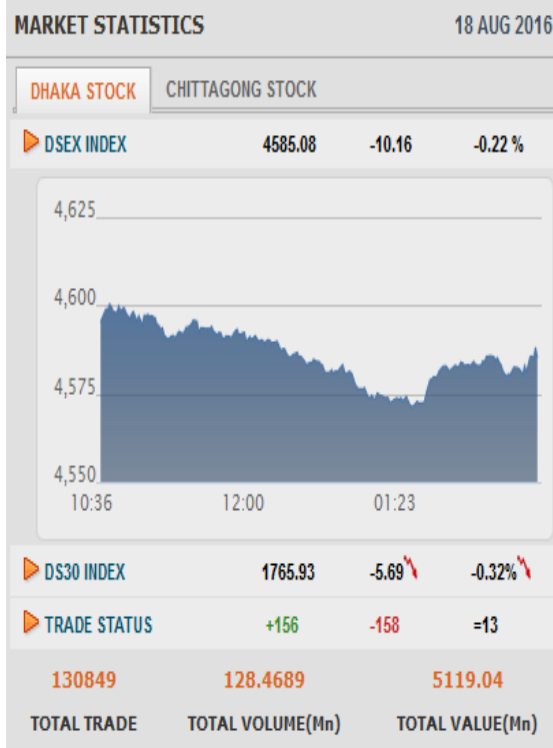 MARKET STATISTICS 18 AUG 2016
DHAKA STOCK CHITTAGONG STOCK
DSEX INDEX 4585.08 -10.16 -0.22 %
4,625
4,600
4,575
4,550
10:36 12:00 01:23
DS30 INDEX 1765.93 -5.69 -0.32%
TRADE STATUS +156 -158 =13
130849 128.4689 5119.04
TOTAL TRADE TOTAL VOLUME(Mn) TOTAL VALUE(Mn)